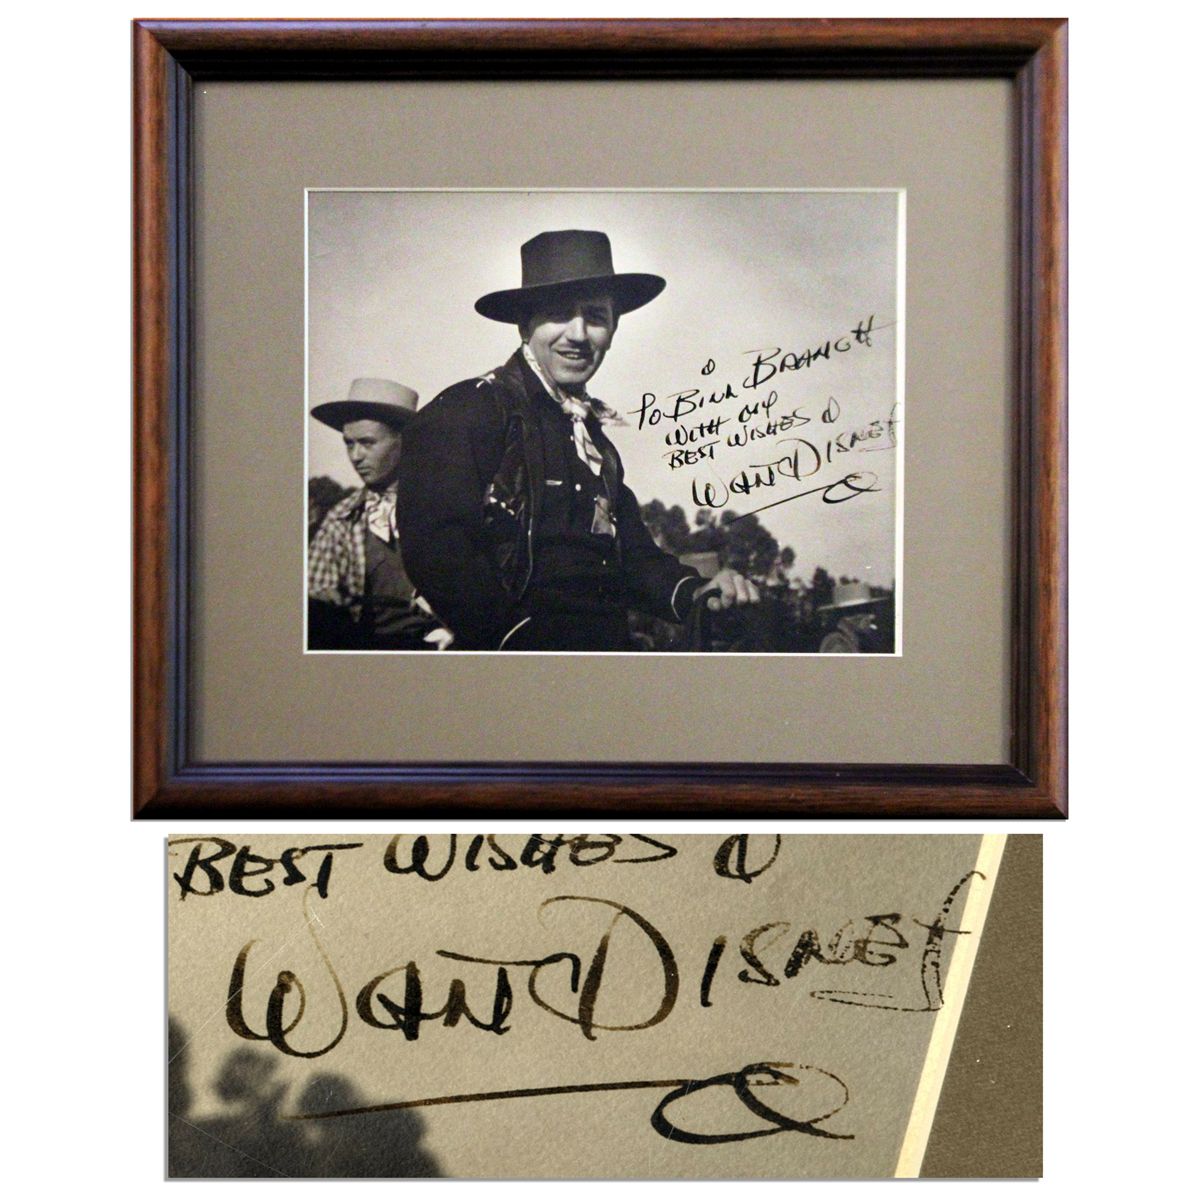 To Bill Branch
With my
Best Wishes
Walt Disney
Best Wishes
Walt Disney